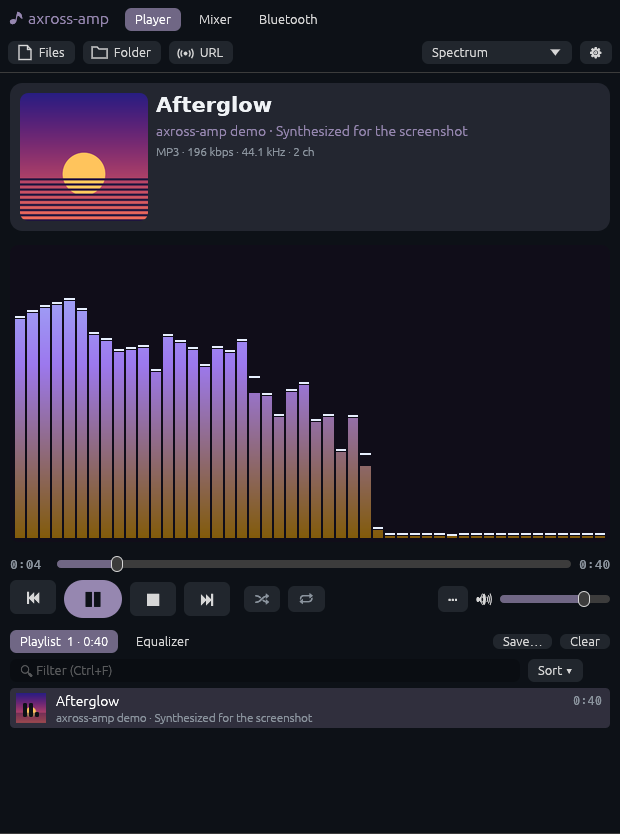 axross-amp Player Mixer Bluetooth
Files Folder URL Spectrum
Afterglow
axross-amp demo · Synthesized for the screenshot
MP3 · 196 kbps · 44.1 kHz · 2 ch
0:04 0:40
Playlist 1 · 0:40 Equalizer Save… Clear
Filter (Ctrl+F) Sort
Afterglow 0:40
axross-amp demo · Synthesized for the screenshot